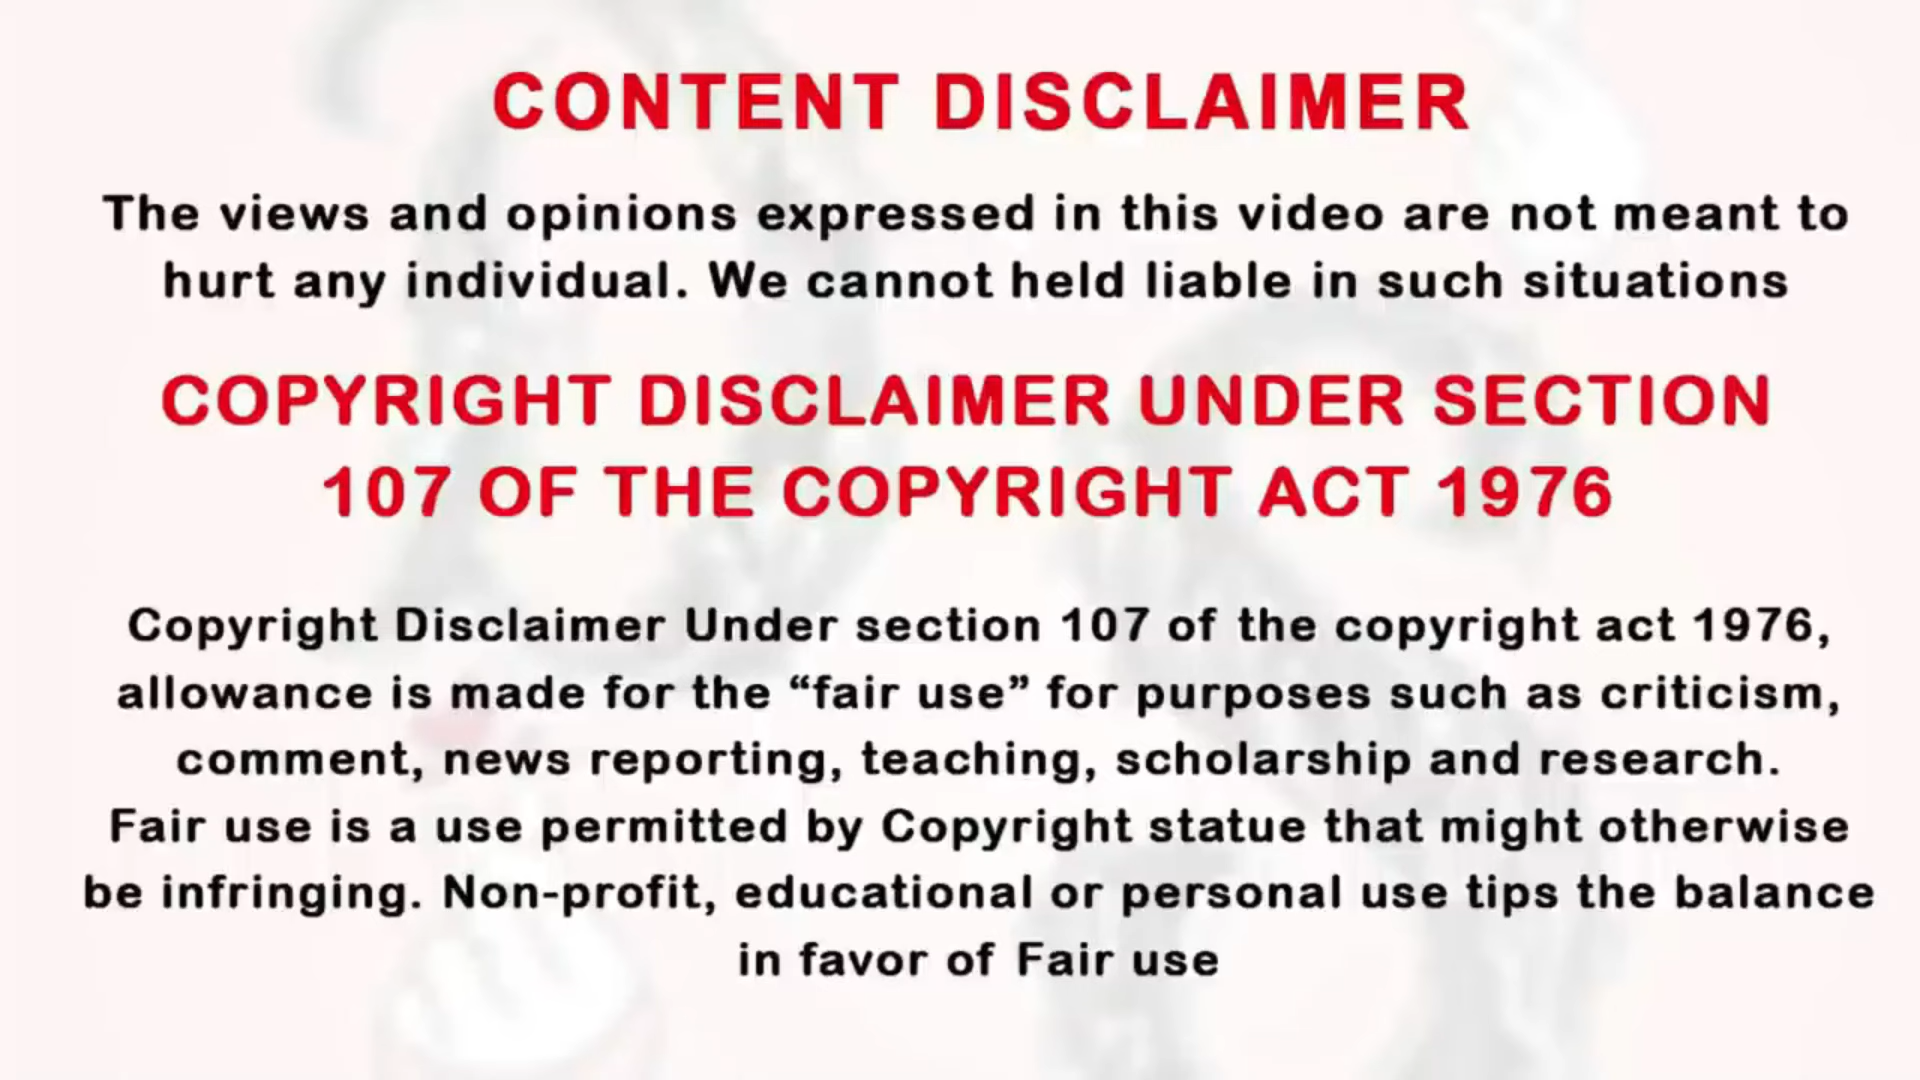 CONTENT DISCLAIMER
The views and opinions expressed in this video are not meant to
hurt any individual. We cannot held liable in such situations
COPYRIGHT DISCLAIMER UNDER SECTION
107 OF THE COPYRIGHT ACT 1976
Copyright Disclaimer Under section 107 of the copyright act 1976,
allowance is made for the “fair use” for purposes such as criticism,
comment, news reporting, teaching, scholarship and research.
Fair use is a use permitted by Copyright statue that might otherwise
be infringing. Non-profit, educational or personal use tips the balance
in favor of Fair use